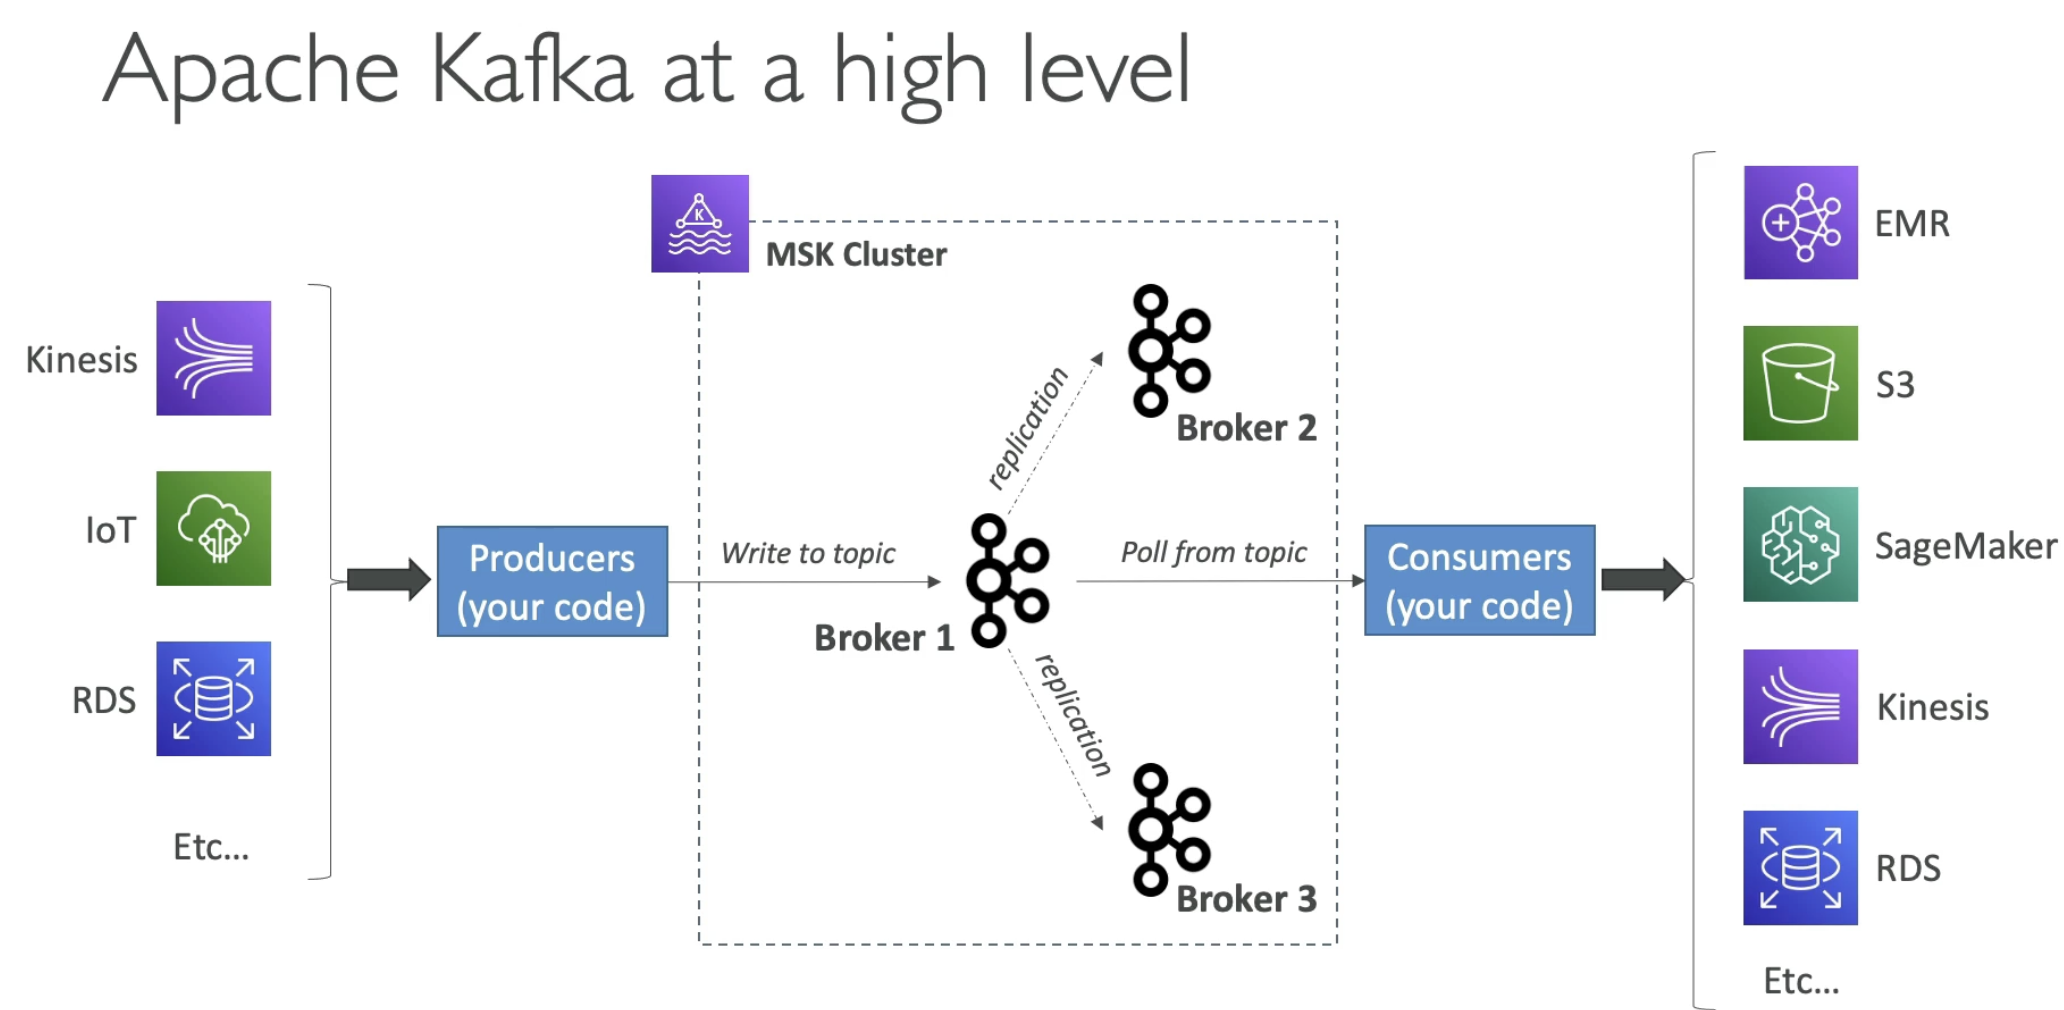 Apache Kafka at a high level
Kinesis
IoT
RDS
Etc...
Producers
(your code)
K
MSK Cluster
Write to topic
Broker 1
replication
Broker 2
replication
Broker 3
Poll from topic
Consumers
(your code)
EMR
S3
SageMaker
Kinesis
RDS
Etc...